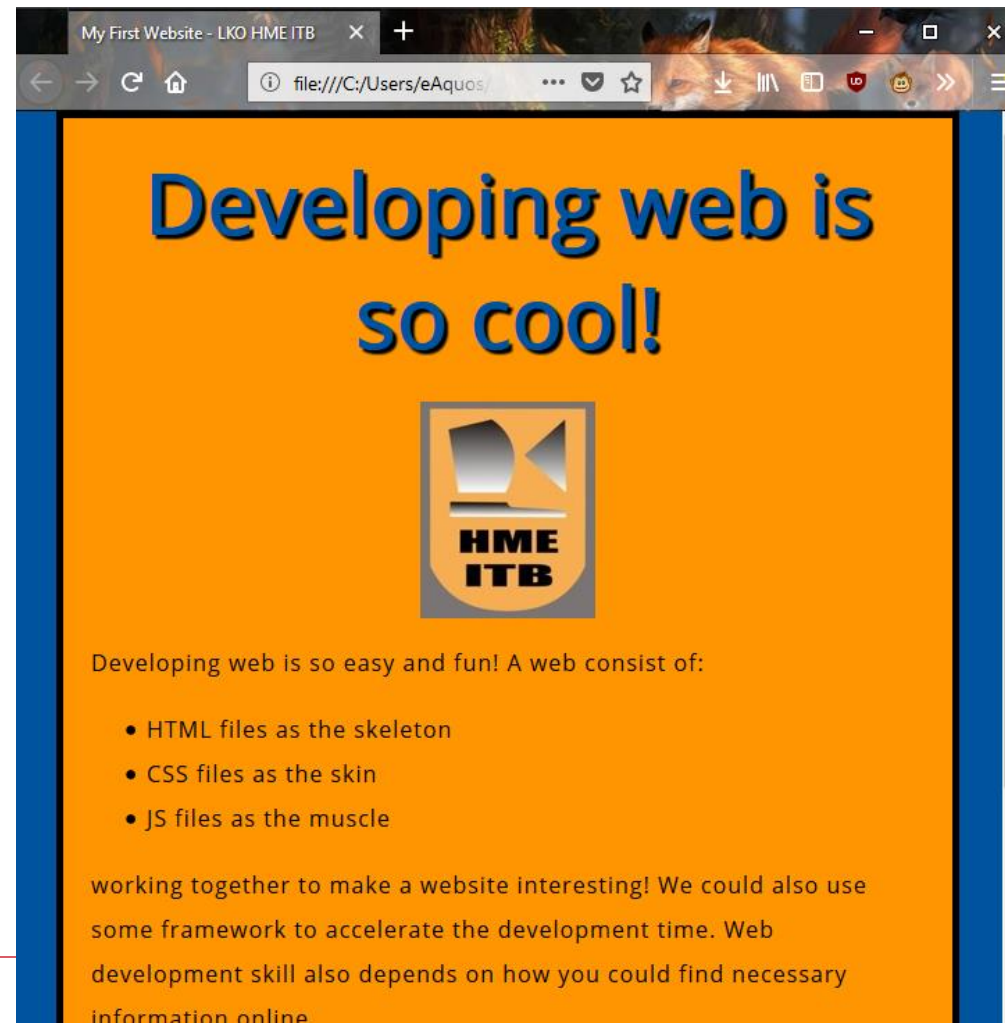 My First Website - LKO HME ITB
file:///C:/Users/eAquos/
Developing web is
so cool!
HME
ITB
Developing web is so easy and fun! A web consist of:
HTML files as the skeleton
CSS files as the skin
JS files as the muscle
working together to make a website interesting! We could also use
some framework to accelerate the development time. Web
development skill also depends on how you could find necessary
information online